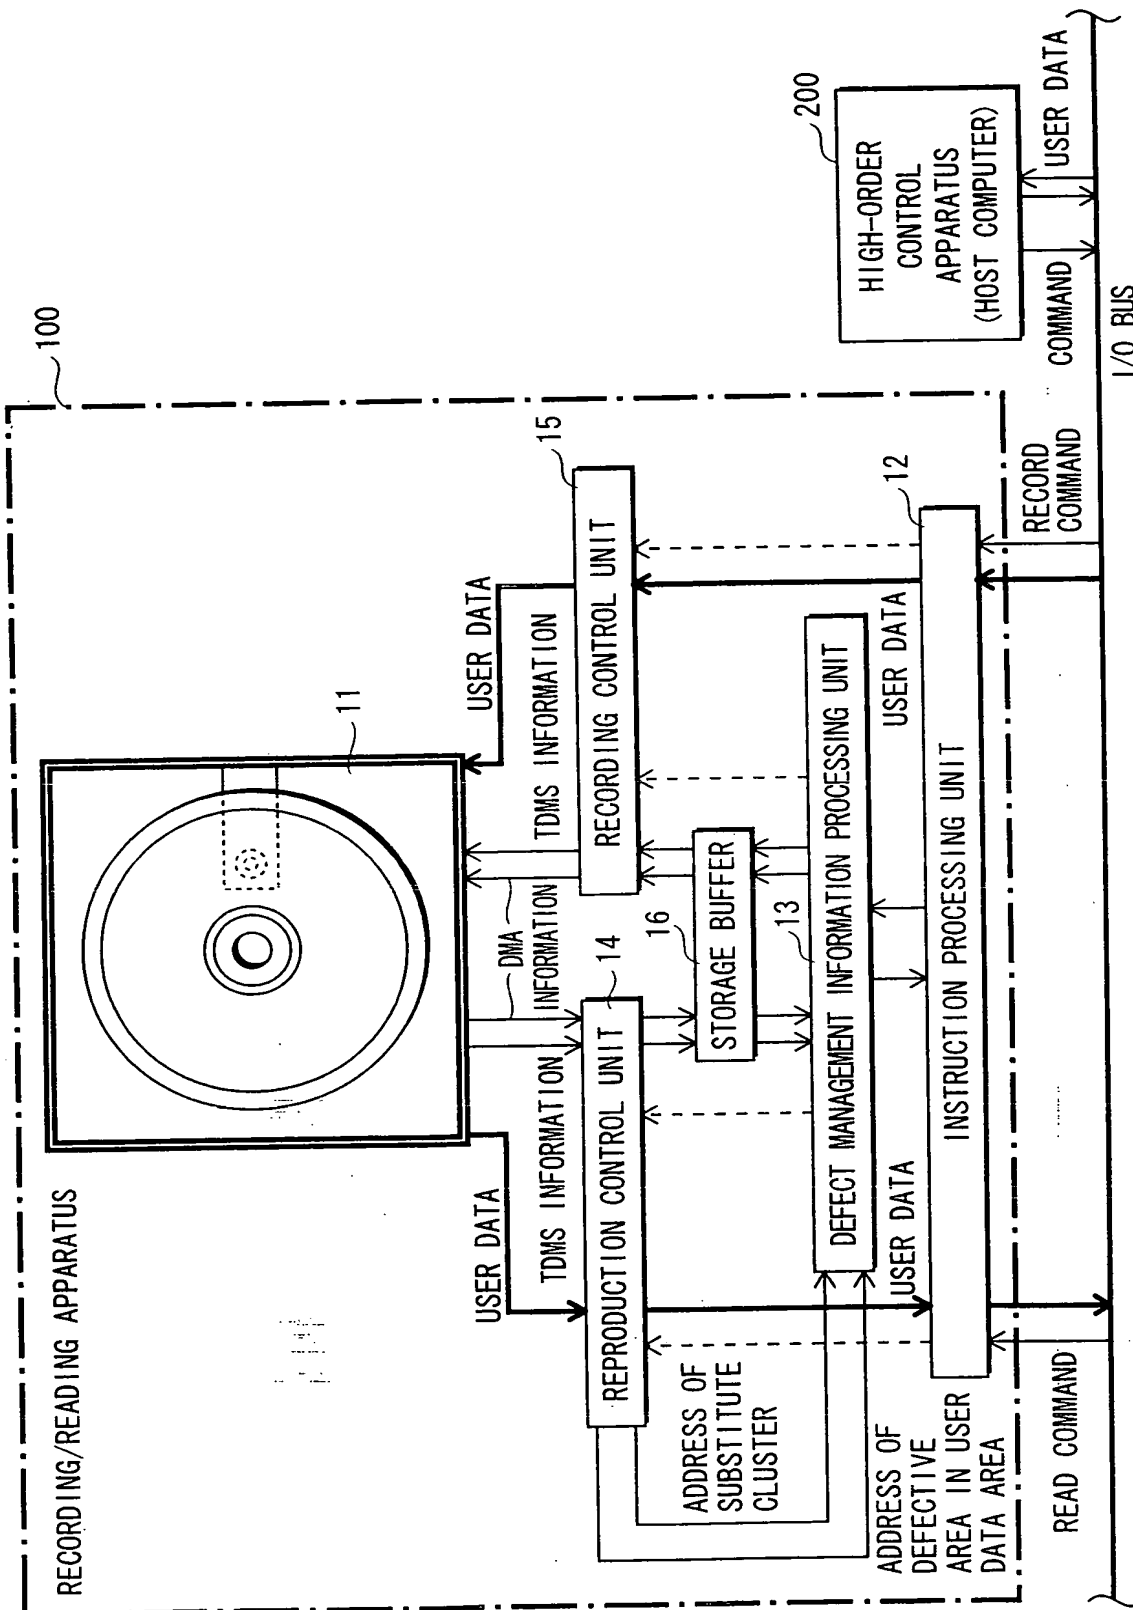 RECORDING/READING APPARATUS
100
11
USER DATA
USER DATA
TDMS INFORMATION
DMA
INFORMATION
TDMS INFORMATION
REPRODUCTION CONTROL UNIT
14
RECORDING CONTROL UNIT
15
STORAGE BUFFER
16
ADDRESS OF
SUBSTITUTE
CLUSTER
DEFECT MANAGEMENT INFORMATION PROCESSING UNIT
13
ADDRESS OF
DEFECTIVE
AREA IN USER
DATA AREA
USER DATA
USER DATA
INSTRUCTION PROCESSING UNIT
12
READ COMMAND
RECORD
COMMAND
HIGH-ORDER
CONTROL
APPARATUS
(HOST COMPUTER)
200
COMMAND
USER DATA
I/O BUS